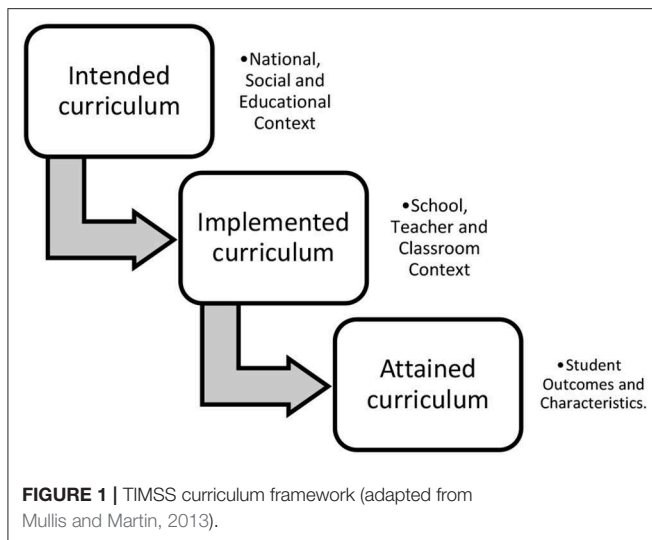 Intended
curriculum
•National,
Social and
Educational
Context
Implemented
curriculum
•School,
Teacher and
Classroom
Context
Attained
curriculum
•Student
Outcomes and
Characteristics.
FIGURE 1 | TIMSS curriculum framework (adapted from
Mullis and Martin, 2013).